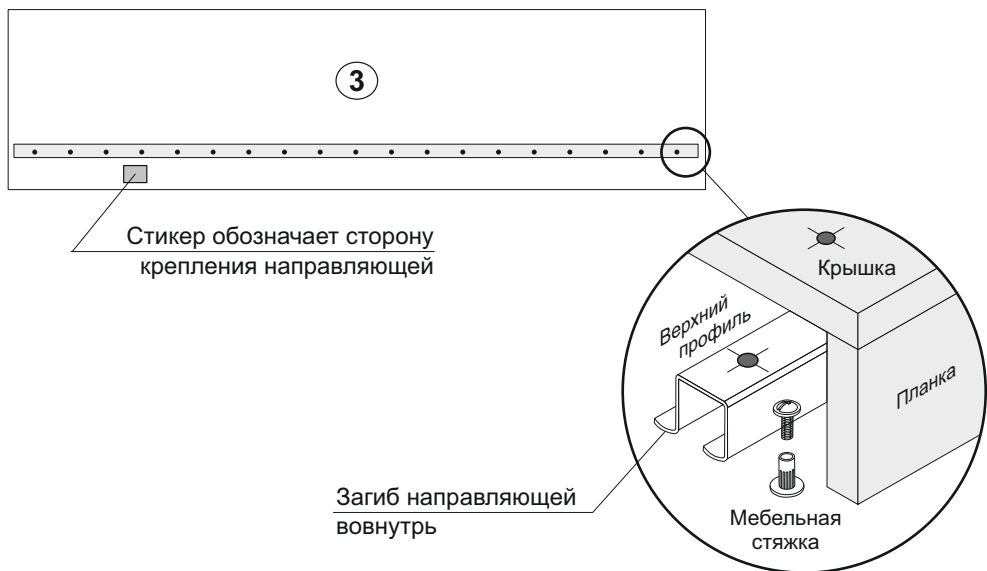 3
Стикер обозначает сторону
крепления направляющей
Крышка
Верхний
профиль
Планка
Загиб направляющей
вовнутрь
Мебельная
стяжка